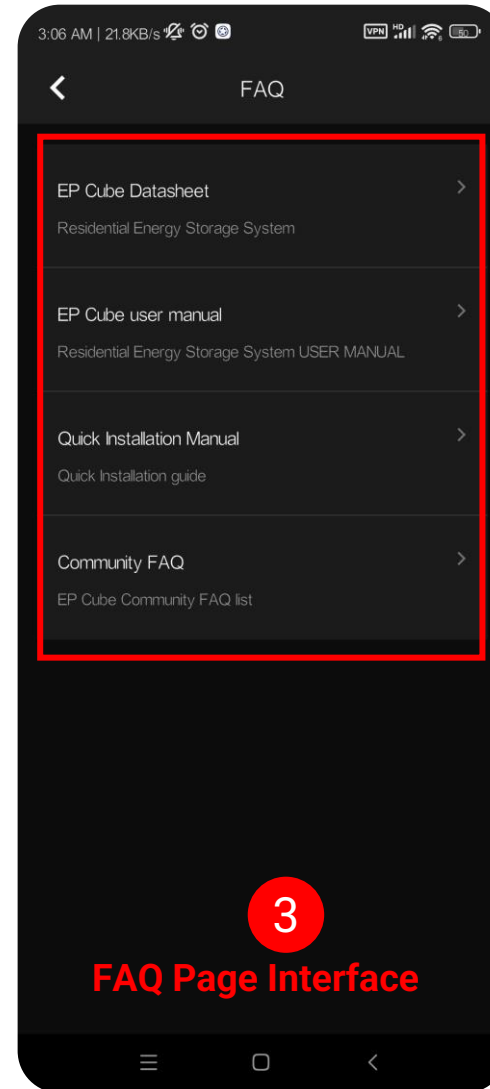 3:06 AM | 21.8KB/s VPN HD 60
FAQ
EP Cube Datasheet
Residential Energy Storage System
EP Cube user manual
Residential Energy Storage System USER MANUAL
Quick Installation Manual
Quick Installation guide
Community FAQ
EP Cube Community FAQ list
3
FAQ Page Interface